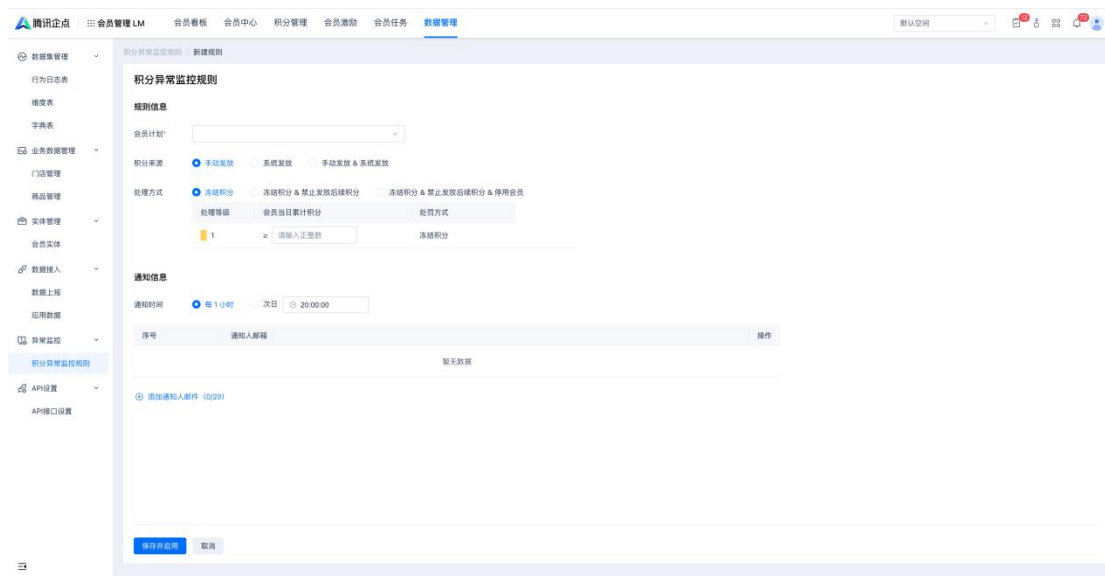 腾讯企点 会员管理 LM 会员看板 会员中心 积分管理 会员激励 会员任务 数据管理 默认空间 12 72
数据集管理
行为日志表
维度表
字典表
业务数据管理
门店管理
商品管理
实体管理
会员实体
数据接入
数据上报
应用数据
异常监控
积分异常监控规则
API设置
API接口设置
积分异常监控规则 / 新建规则
积分异常监控规则
规则信息
会员计划*
积分来源 手动发放 系统发放 手动发放 & 系统发放
处理方式 冻结积分 冻结积分 & 禁止发放后续积分 冻结积分 & 禁止发放后续积分 & 停用会员
处理等级 会员当日累计积分 处罚方式
1 ≥ 请输入正整数 冻结积分
通知信息
通知时间 每 1 小时 次日 20:00:00
序号 通知人邮箱 操作
暂无数据
添加通知人邮件 (0/20)
保存并启用 取消